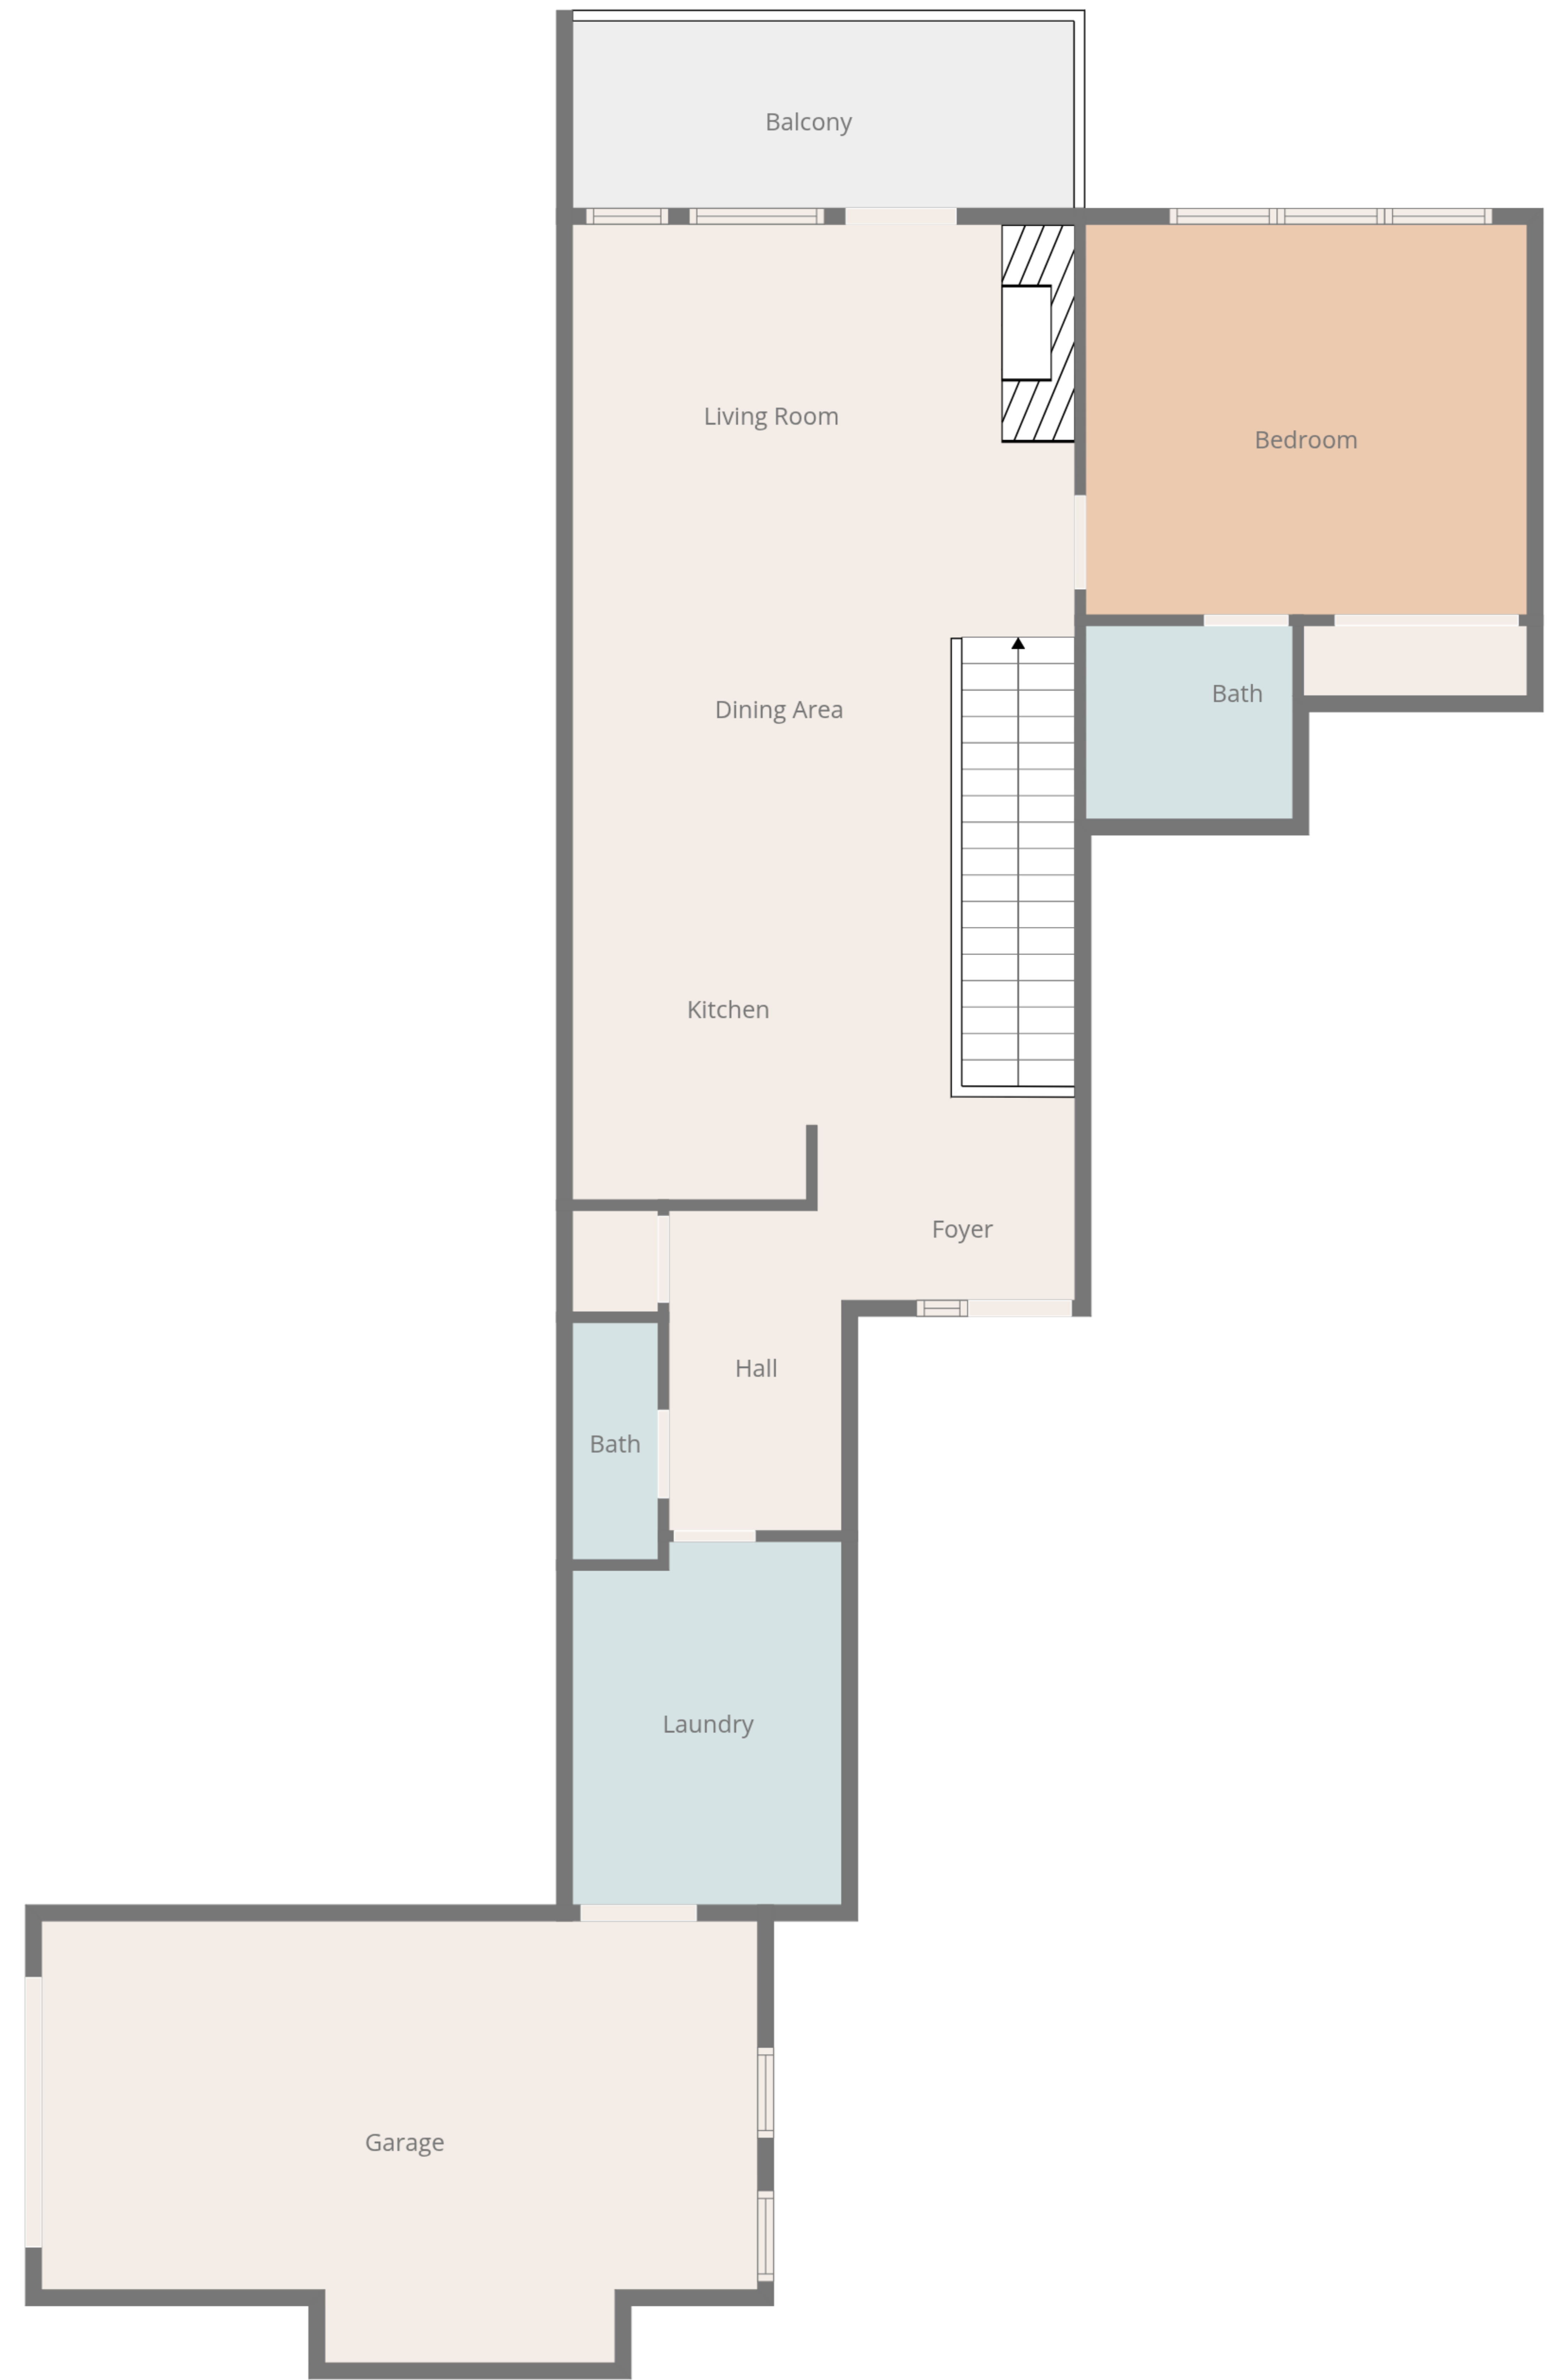 Balcony
Living Room
Bedroom
Bath
Dining Area
Kitchen
Foyer
Hall
Bath
Laundry
Garage